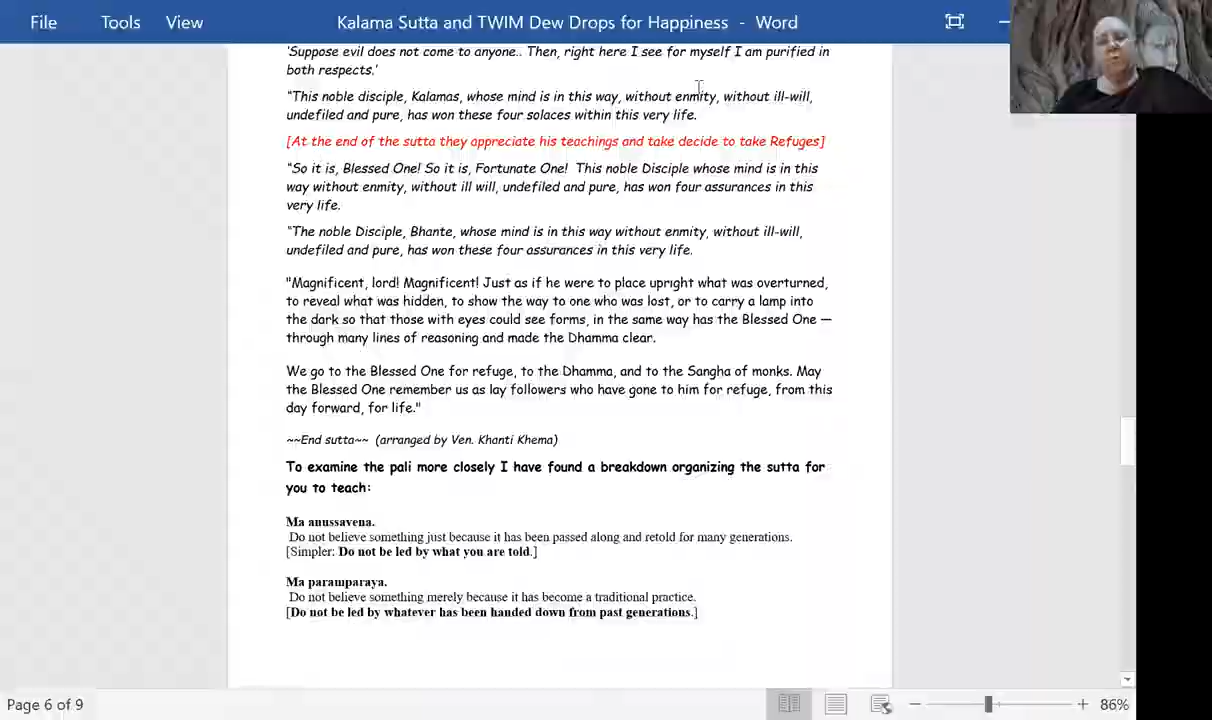 File Tools View Kalama Sutta and TWIM Dew Drops for Happiness - Word
'Suppose evil does not come to anyone.. Then, right here I see for myself I am purified in
both respects.'
"This noble disciple, Kalamas, whose mind is in this way, without enmity, without ill-will,
undefiled and pure, has won these four solaces within this very life.
[At the end of the sutta they appreciate his teachings and take decide to take Refuges]
"So it is, Blessed One! So it is, Fortunate One! This noble Disciple whose mind is in this
way without enmity, without ill will, undefiled and pure, has won four assurances in this
very life.
"The noble Disciple, Bhante, whose mind is in this way without enmity, without ill-will,
undefiled and pure, has won these four assurances in this very life.
"Magnificent, lord! Magnificent! Just as if he were to place upright what was overturned,
to reveal what was hidden, to show the way to one who was lost, or to carry a lamp into
the dark so that those with eyes could see forms, in the same way has the Blessed One —
through many lines of reasoning and made the Dhamma clear.
We go to the Blessed One for refuge, to the Dhamma, and to the Sangha of monks. May
the Blessed One remember us as lay followers who have gone to him for refuge, from this
day forward, for life."
~~End sutta~~ (arranged by Ven. Khanti Khema)
To examine the pali more closely I have found a breakdown organizing the sutta for
you to teach:
Ma anussavena.
Do not believe something just because it has been passed along and retold for many generations.
[Simpler: Do not be led by what you are told.]
Ma paramparaya.
Do not believe something merely because it has become a traditional practice.
[Do not be led by whatever has been handed down from past generations.]
Page 6 of 9
86%